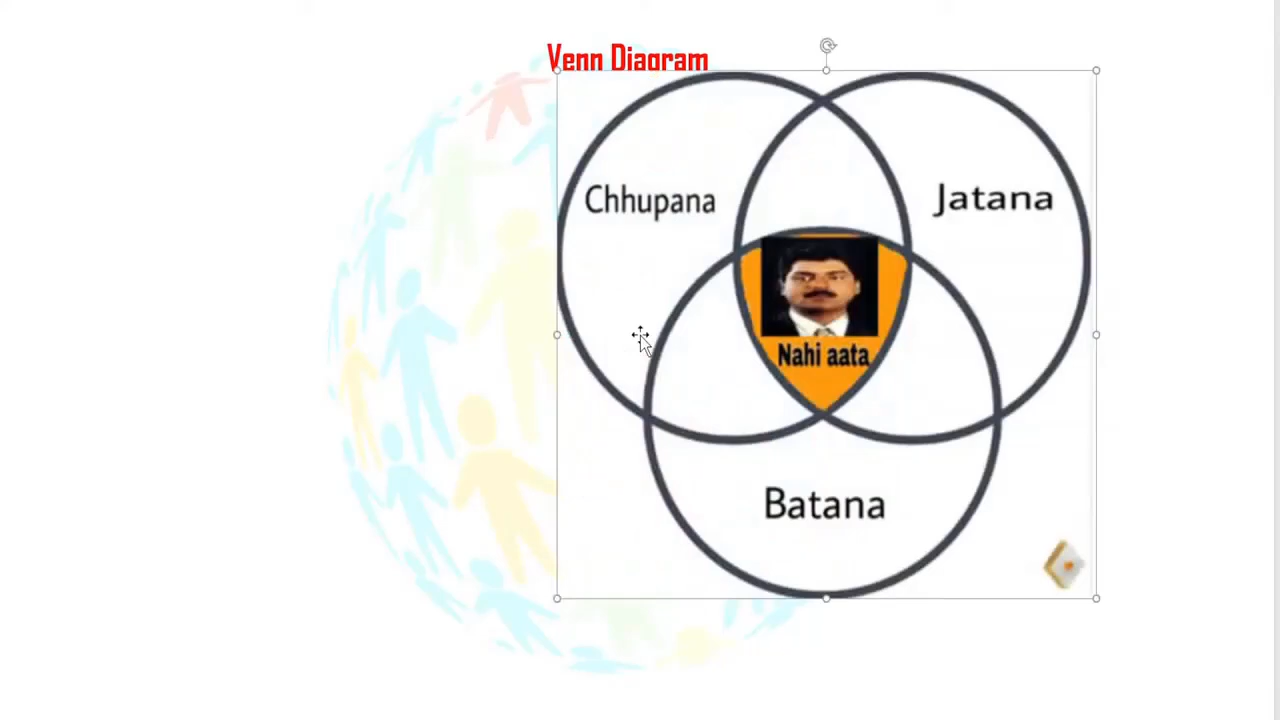 Venn Diagram
Chhupana
Jatana
Nahi aata
Batana